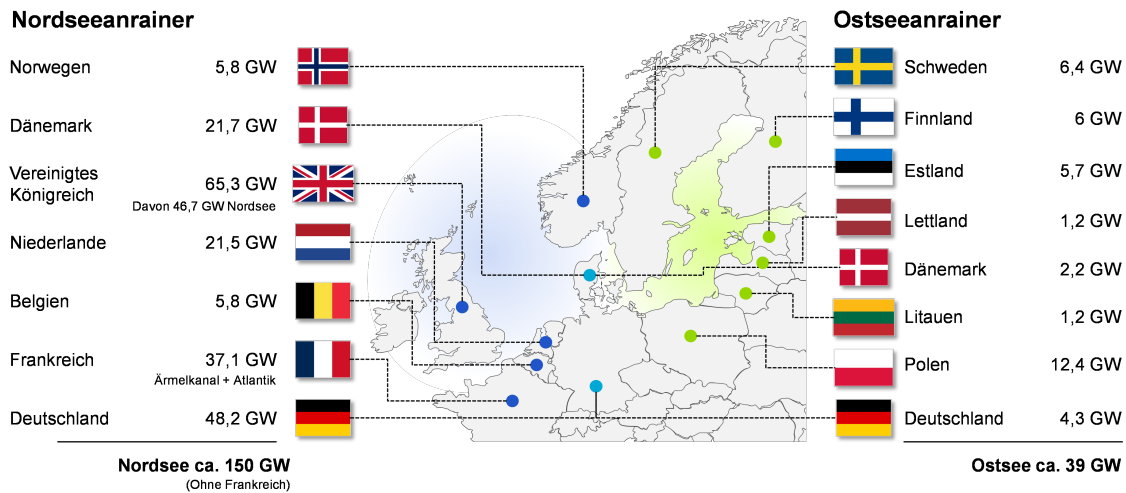 Nordseeanrainer
Norwegen 5,8 GW
Dänemark 21,7 GW
Vereinigtes
Königreich 65,3 GW
Davon 46,7 GW Nordsee
Niederlande 21,5 GW
Belgien 5,8 GW
Frankreich 37,1 GW
Ärmelkanal + Atlantik
Deutschland 48,2 GW
Nordsee ca. 150 GW
(Ohne Frankreich)
Ostseeanrainer
Schweden 6,4 GW
Finnland 6 GW
Estland 5,7 GW
Lettland 1,2 GW
Dänemark 2,2 GW
Litauen 1,2 GW
Polen 12,4 GW
Deutschland 4,3 GW
Ostsee ca. 39 GW